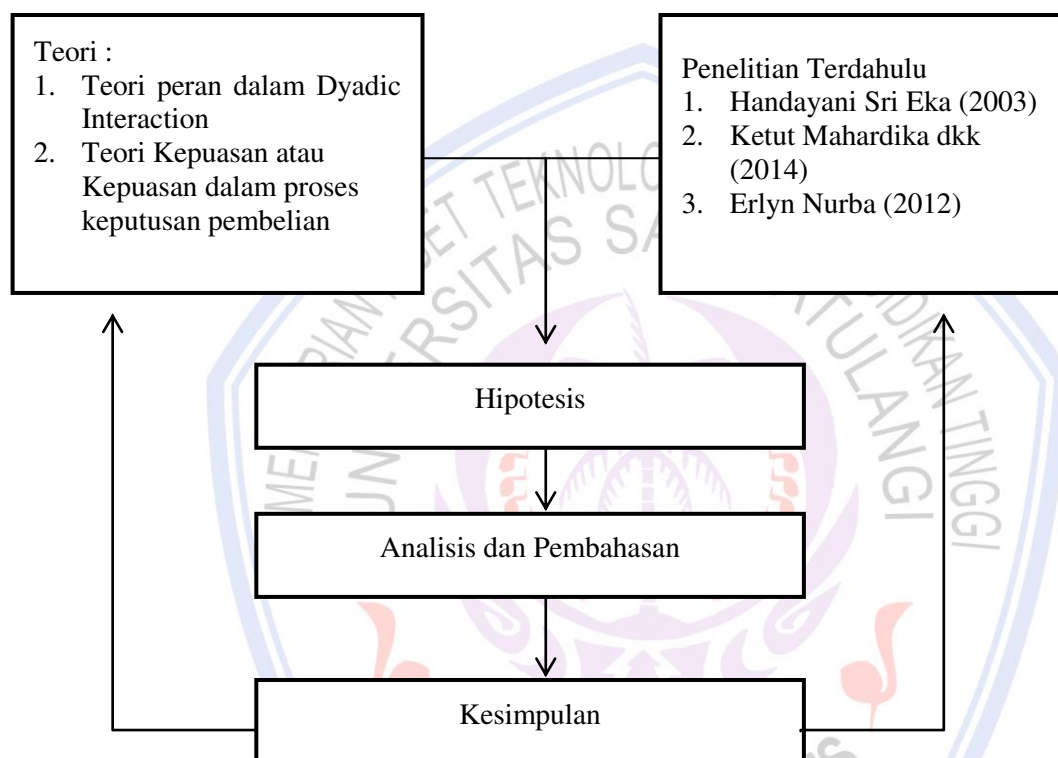 Teori :
1. Teori peran dalam Dyadic
Interaction
2. Teori Kepuasan atau
Kepuasan dalam proses
keputusan pembelian
Penelitian Terdahulu
1. Handayani Sri Eka (2003)
2. Ketut Mahardika dkk
(2014)
3. Erlyn Nurba (2012)
Hipotesis
Analisis dan Pembahasan
Kesimpulan